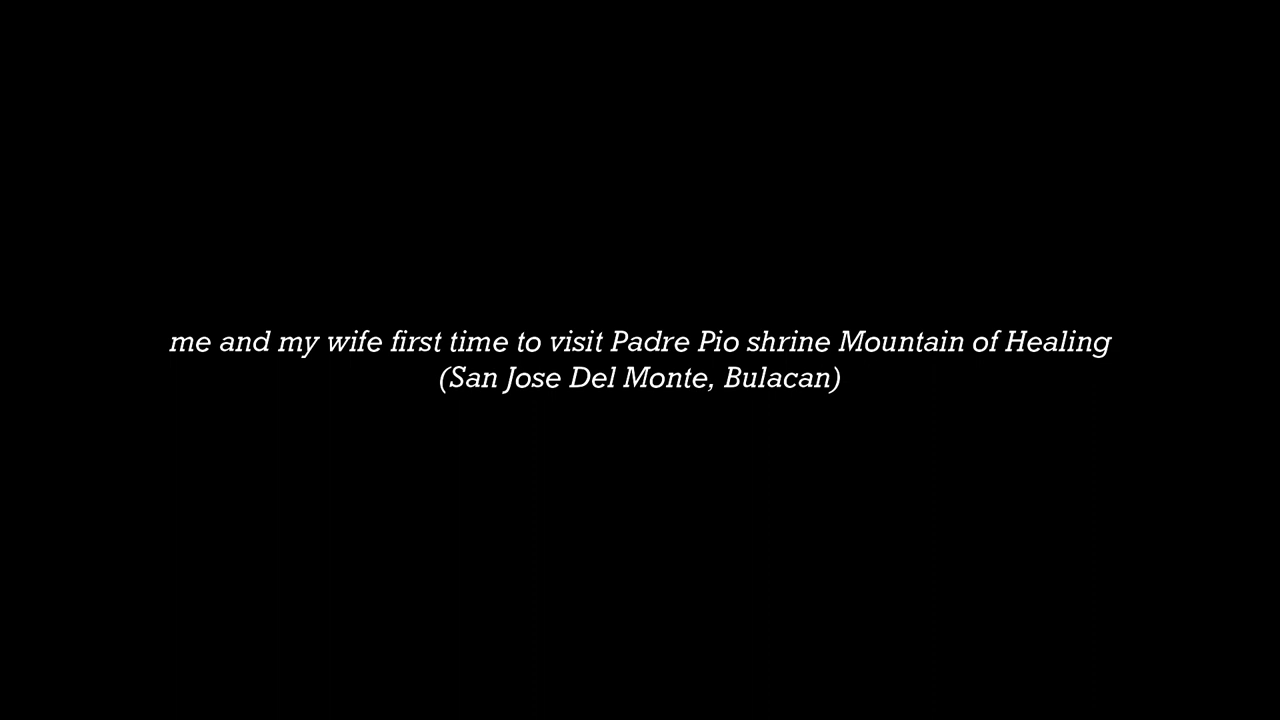 me and my wife first time to visit Padre Pio shrine Mountain of Healing
(San Jose Del Monte, Bulacan)